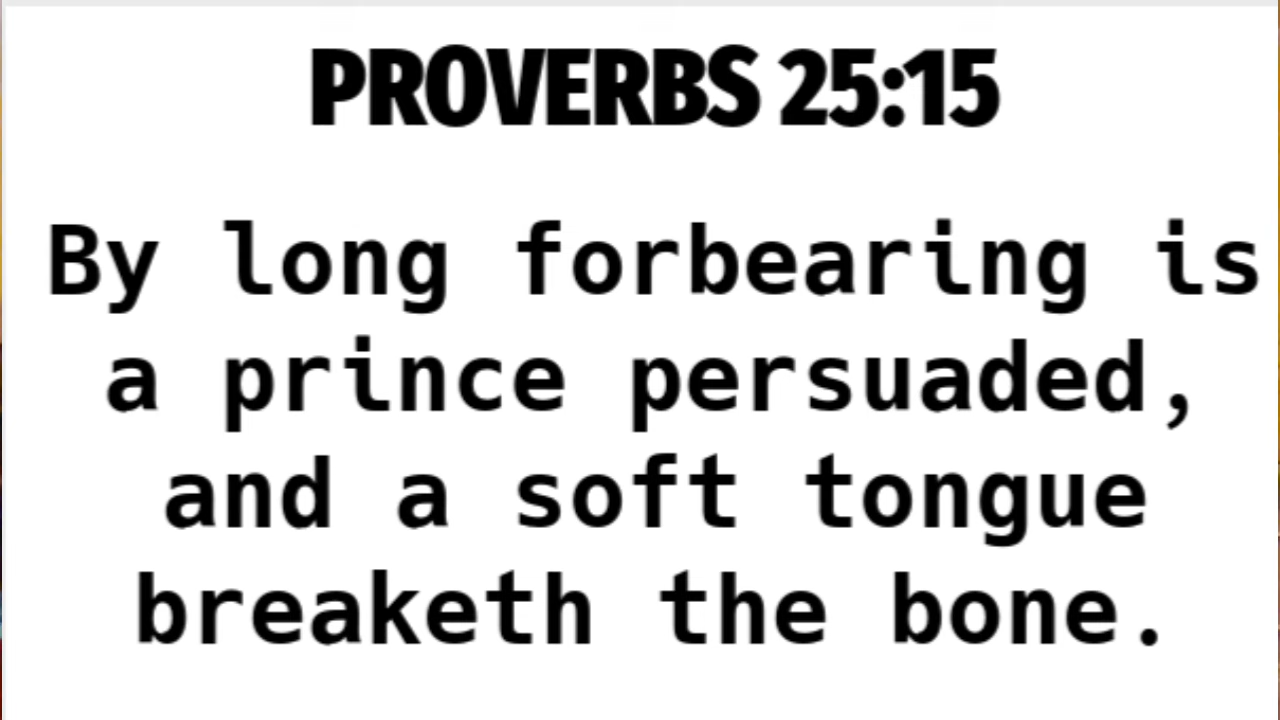 PROVERBS 25:15
By long forbearing is
a prince persuaded,
and a soft tongue
breaketh the bone.